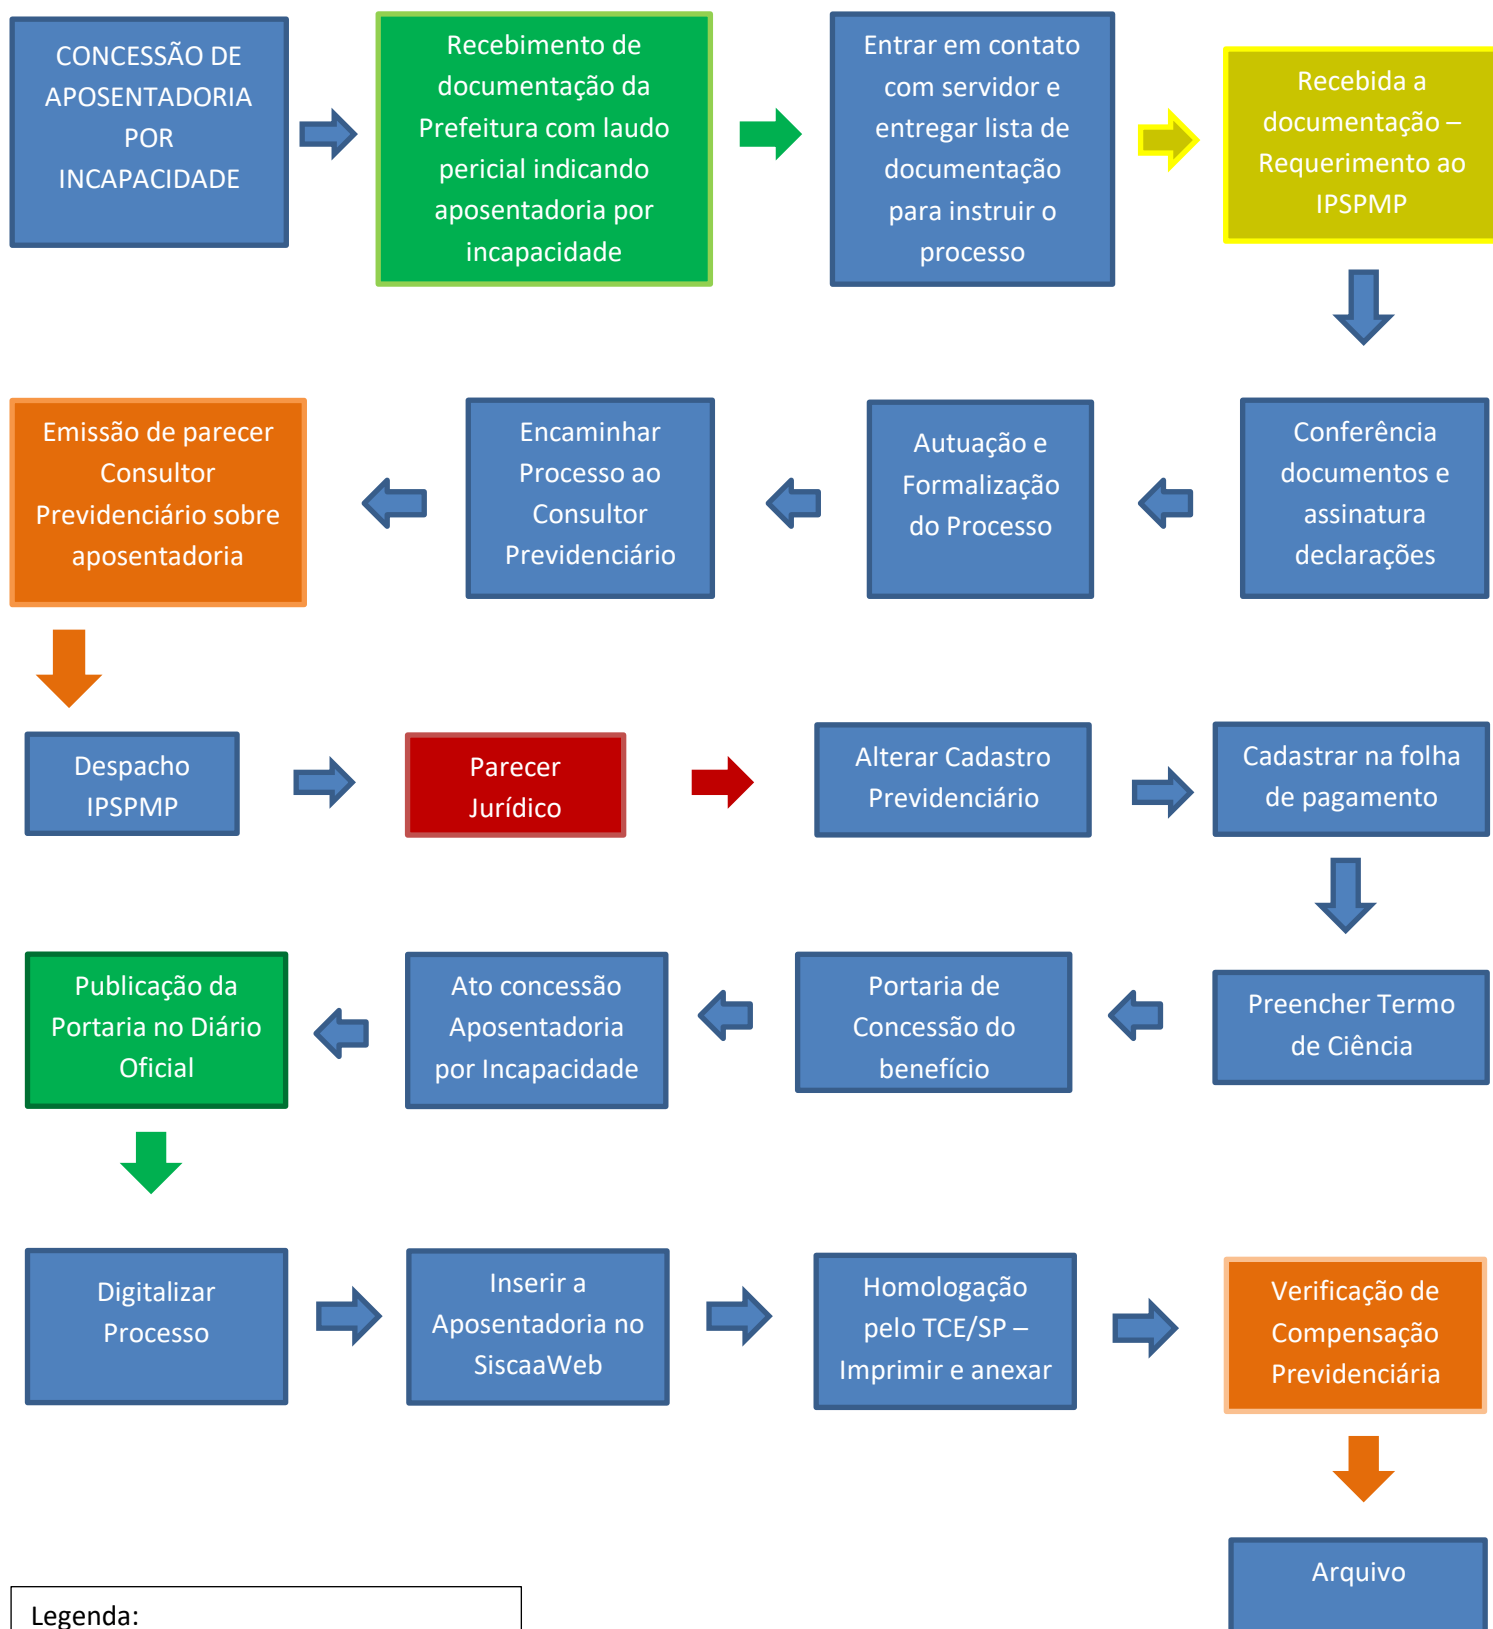 CONCESSÃO DE
APOSENTADORIA
POR
INCAPACIDADE
Recebimento de
documentação da
Prefeitura com laudo
pericial indicando
aposentadoria por
incapacidade
Entrar em contato
com servidor e
entregar lista de
documentação
para instruir o
processo
Recebida a
documentação –
Requerimento ao
IPSPMP
Conferência
documentos e
assinatura
declarações
Autuação e
Formalização
do Processo
Encaminhar
Processo ao
Consultor
Previdenciário
Emissão de parecer
Consultor
Previdenciário sobre
aposentadoria
Despacho
IPSPMP
Parecer
Jurídico
Alterar Cadastro
Previdenciário
Cadastrar na folha
de pagamento
Preencher Termo
de Ciência
Portaria de
Concessão do
benefício
Ato concessão
Aposentadoria
por Incapacidade
Publicação da
Portaria no Diário
Oficial
Digitalizar
Processo
Inserir a
Aposentadoria no
SiscaaWeb
Homologação
pelo TCE/SP –
Imprimir e anexar
Verificação de
Compensação
Previdenciária
Arquivo
Legenda: